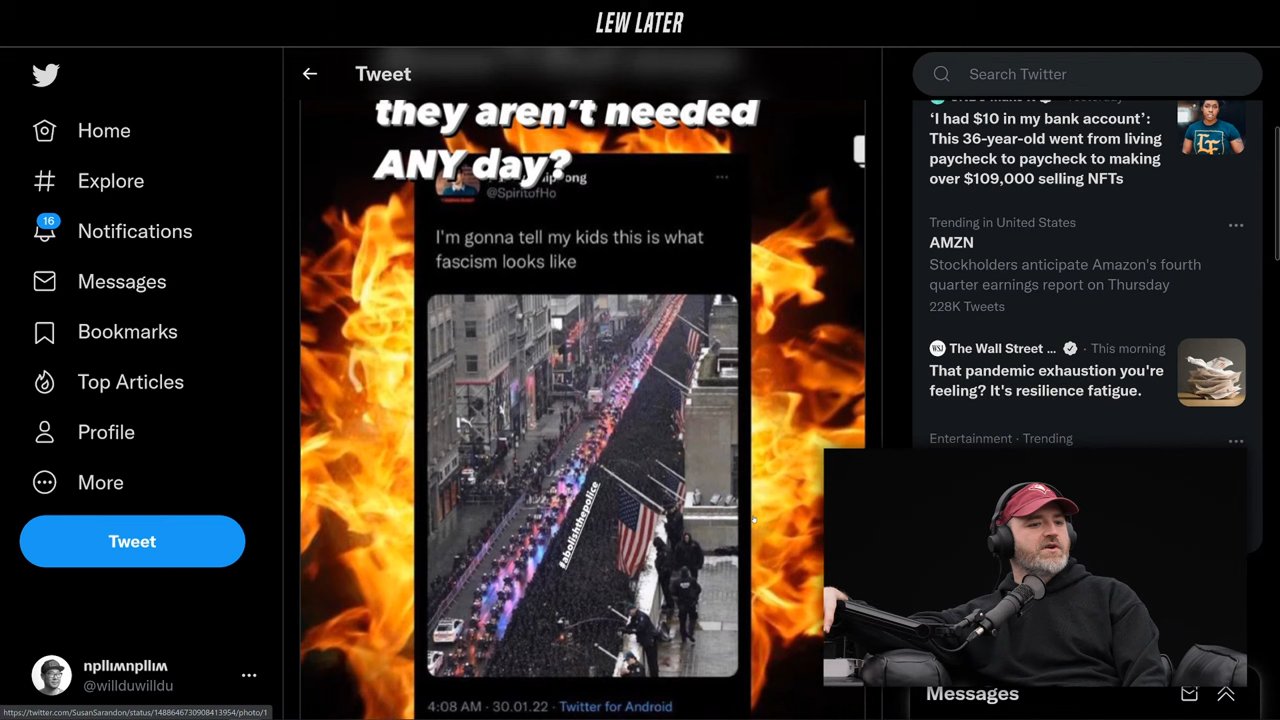 LEW LATER
Home
Explore
16
Notifications
Messages
Bookmarks
Top Articles
Profile
More
Tweet
npllımnpllım
@willduwilldu
https://twitter.com/SusanSarandon/status/1488646730908413954/photo/1
Tweet
they aren't needed
ANY day?
@SpiritofHo
I'm gonna tell my kids this is what
fascism looks like
#abolishthepolice
4:08 AM · 30.01.22 · Twitter for Android
Search Twitter
'I had $10 in my bank account':
This 36-year-old went from living
paycheck to paycheck to making
over $109,000 selling NFTs
Trending in United States
AMZN
Stockholders anticipate Amazon's fourth
quarter earnings report on Thursday
228K Tweets
The Wall Street ... · This morning
That pandemic exhaustion you're
feeling? It's resilience fatigue.
Entertainment · Trending
Messages